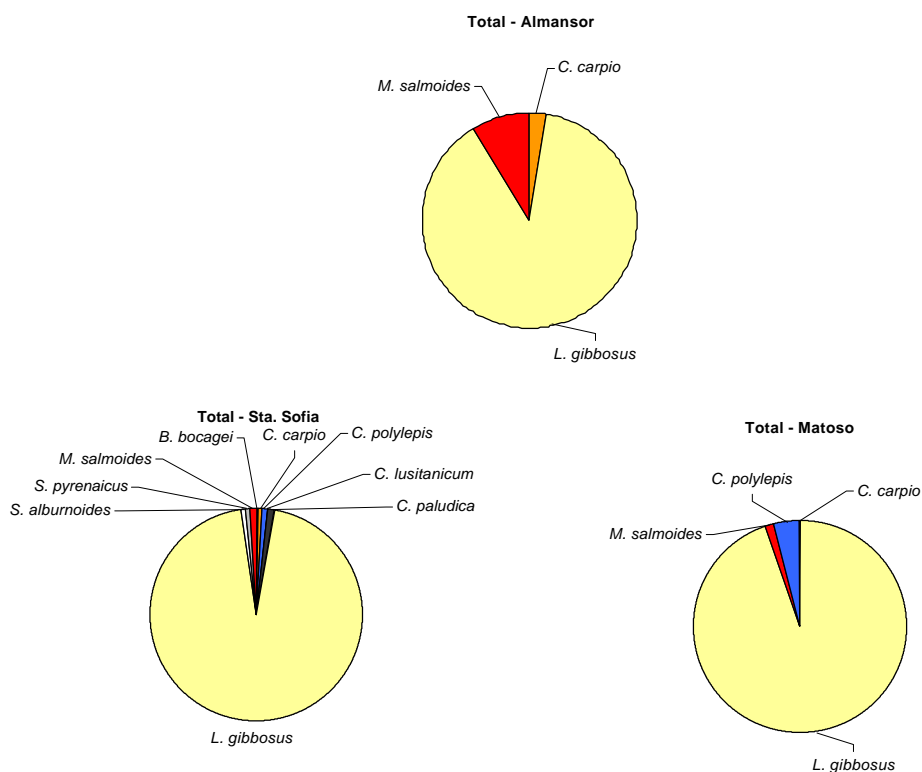 Total - Almansor
C. carpio
M. salmoides
L. gibbosus
Total - Sta. Sofia
B. bocagei
C. carpio
C. polylepis
M. salmoides
C. lusitanicum
S. pyrenaicus
S. alburnoides
C. paludica
L. gibbosus
Total - Matoso
C. polylepis
C. carpio
M. salmoides
L. gibbosus